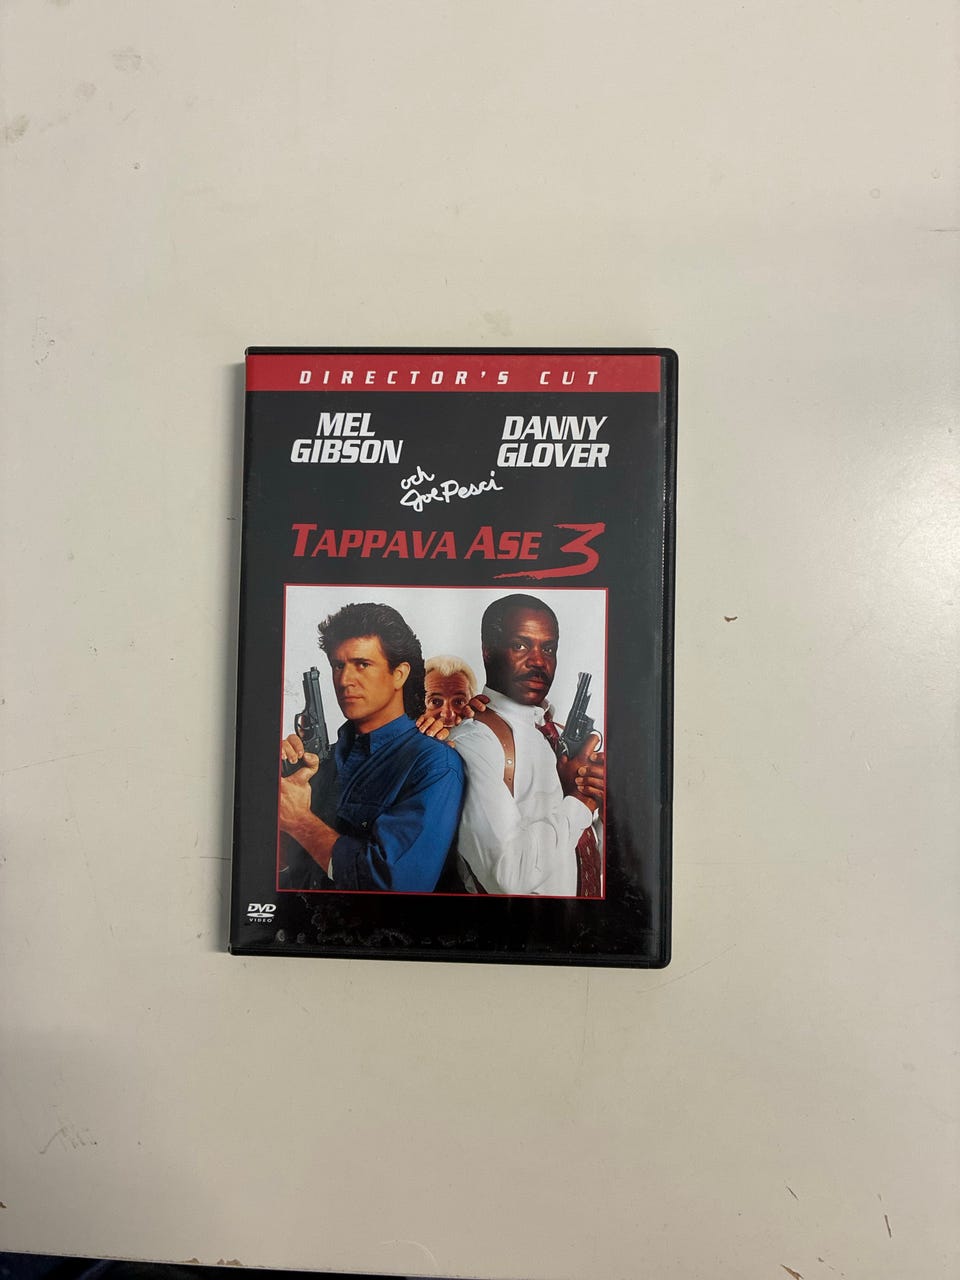 DIRECTOR'S CUT
MEL
GIBSON
DANNY
GLOVER
och
Joe Pesci
TAPPAVA ASE 3
DVD
VIDEO